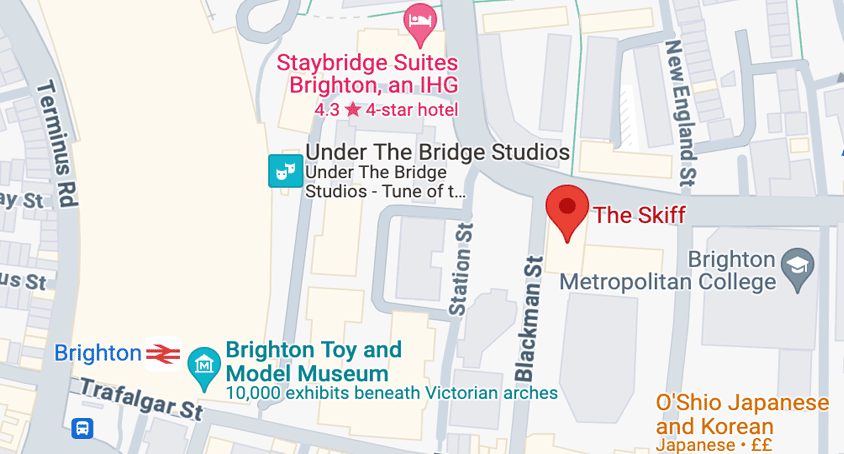 Staybridge Suites
Brighton, an IHG
4.3 ★ 4-star hotel
New England St
Terminus Rd
Under The Bridge Studios
Under The Bridge
Studios - Tune of t...
ay St
The Skiff
Station St
Blackman St
Brighton
Metropolitan College
us St
Brighton
Brighton Toy and
Model Museum
10,000 exhibits beneath Victorian arches
Trafalgar St
O'Shio Japanese
and Korean
Japanese • ££